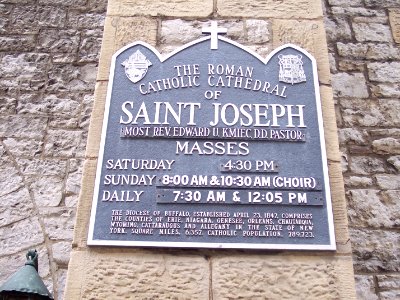 THE ROMAN
CATHOLIC CATHEDRAL
OF
SAINT JOSEPH
MOST REV. EDWARD U. KMIEC, DD. PASTOR
MASSES
SATURDAY 4:30 PM
SUNDAY 8:00 AM & 10:30 AM (CHOIR)
DAILY 7:30 AM & 12:05 PM
THE DIOCESE OF BUFFALO, ESTABLISHED APRIL 23, 1847, COMPRISES
THE COUNTIES OF ERIE, NIAGARA, GENESEE, ORLEANS, CHAUTAUQUA,
WYOMING, CATTARAUGUS AND ALLEGANY IN THE STATE OF NEW
YORK. SQUARE MILES, 6,357. CATHOLIC POPULATION, 789,723.